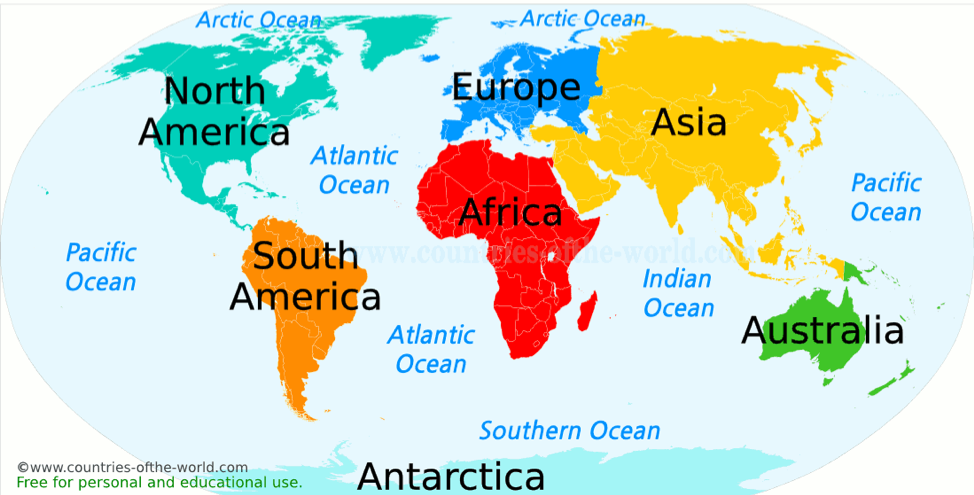 Arctic Ocean
Arctic Ocean
North
America
Europe
Asia
Atlantic
Ocean
Pacific
Ocean
Africa
www.countries-of-the-world.com
South
America
Pacific
Ocean
Indian
Ocean
Australia
Atlantic
Ocean
Southern Ocean
Antarctica
©www.countries-ofthe-world.com
Free for personal and educational use.